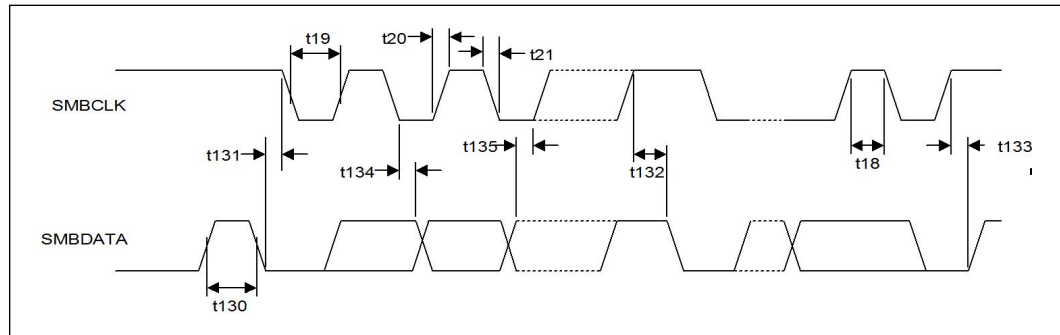 t19
t20
t21
SMBCLK
t131
t134
t135
t132
t18
t133
SMBDATA
t130